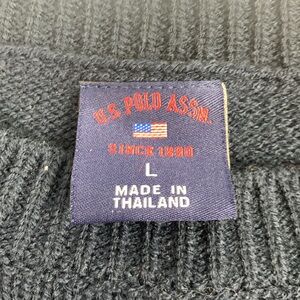 U.S. POLO ASSN.
SINCE 1890
L
MADE IN
THAILAND